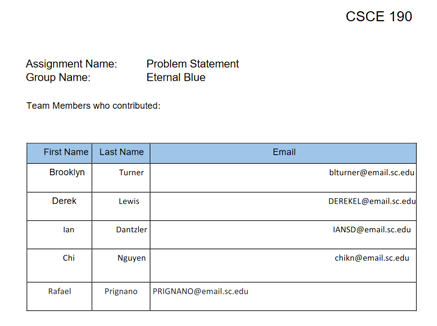 CSCE 190
Assignment Name: Problem Statement
Group Name: Eternal Blue
Team Members who contributed:
First Name Last Name Email
Brooklyn Turner blturner@email.sc.edu
Derek Lewis DEREKEL@email.sc.edu
Ian Dantzler IANSD@email.sc.edu
Chi Nguyen chikn@email.sc.edu
Rafael Prignano PRIGNANO@email.sc.edu